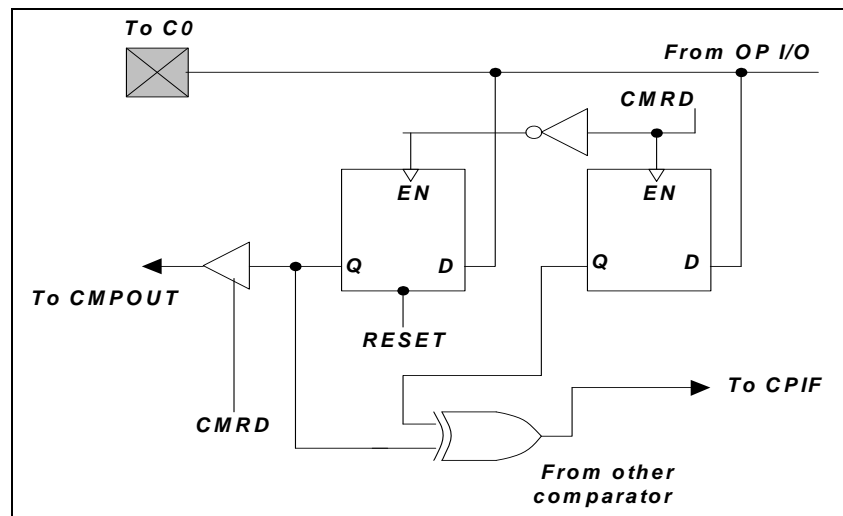 To C0
From OP I/O
CMRD
EN
EN
Q
D
Q
D
To CMPOUT
RESET
To CPIF
CMRD
From other
comparator